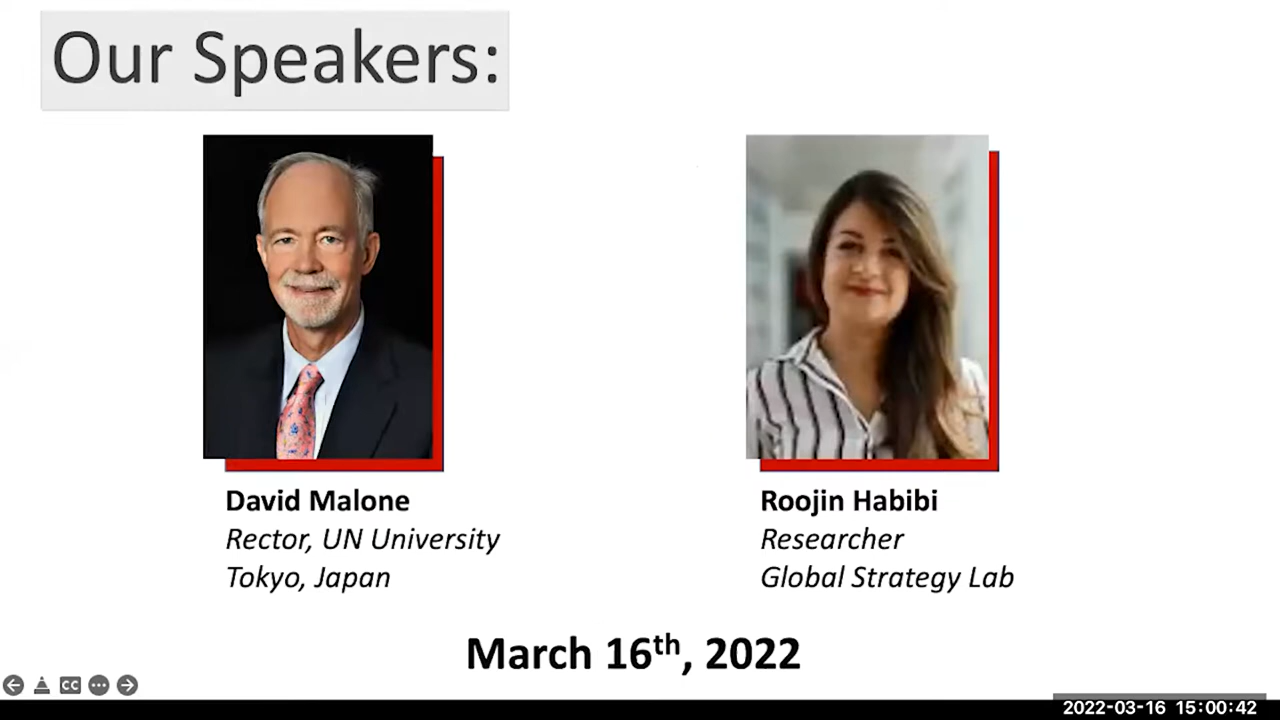 Our Speakers:
David Malone
Rector, UN University
Tokyo, Japan
Roojin Habibi
Researcher
Global Strategy Lab
March 16th, 2022
CC
2022-03-16 15:00:42